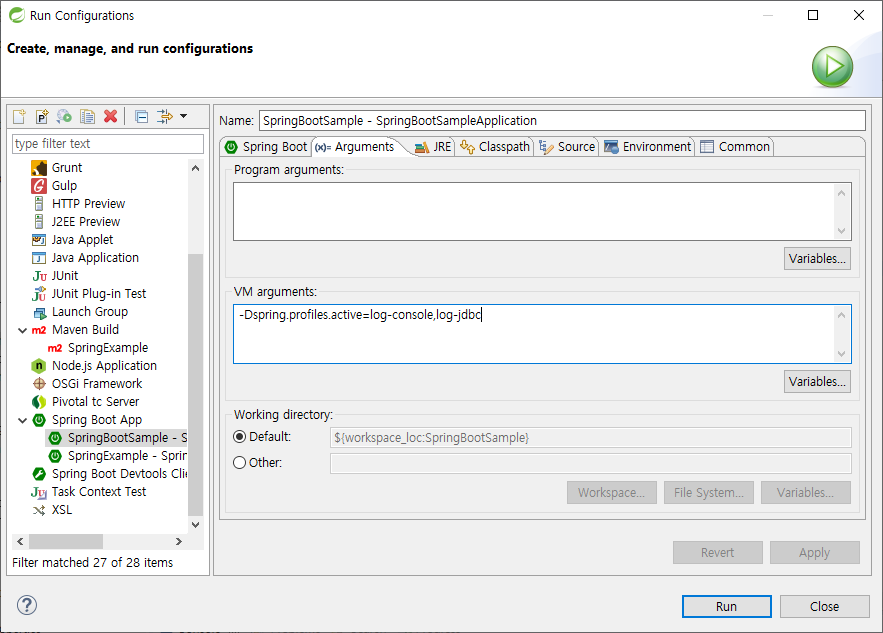 Run Configurations
Create, manage, and run configurations
type filter text
Grunt
Gulp
HTTP Preview
J2EE Preview
Java Applet
Java Application
JUnit
JUnit Plug-in Test
Launch Group
Maven Build
SpringExample
Node.js Application
OSGi Framework
Pivotal tc Server
Spring Boot App
SpringBootSample - S
SpringExample - Sprin
Spring Boot Devtools Clie
Task Context Test
XSL
Filter matched 27 of 28 items
Name: SpringBootSample - SpringBootSampleApplication
Spring Boot (x)= Arguments JRE Classpath Source Environment Common
Program arguments:
Variables...
VM arguments:
-Dspring.profiles.active=log-console,log-jdbc
Variables...
Working directory:
Default: ${workspace_loc:SpringBootSample}
Other:
Workspace... File System... Variables...
Revert Apply
Run Close